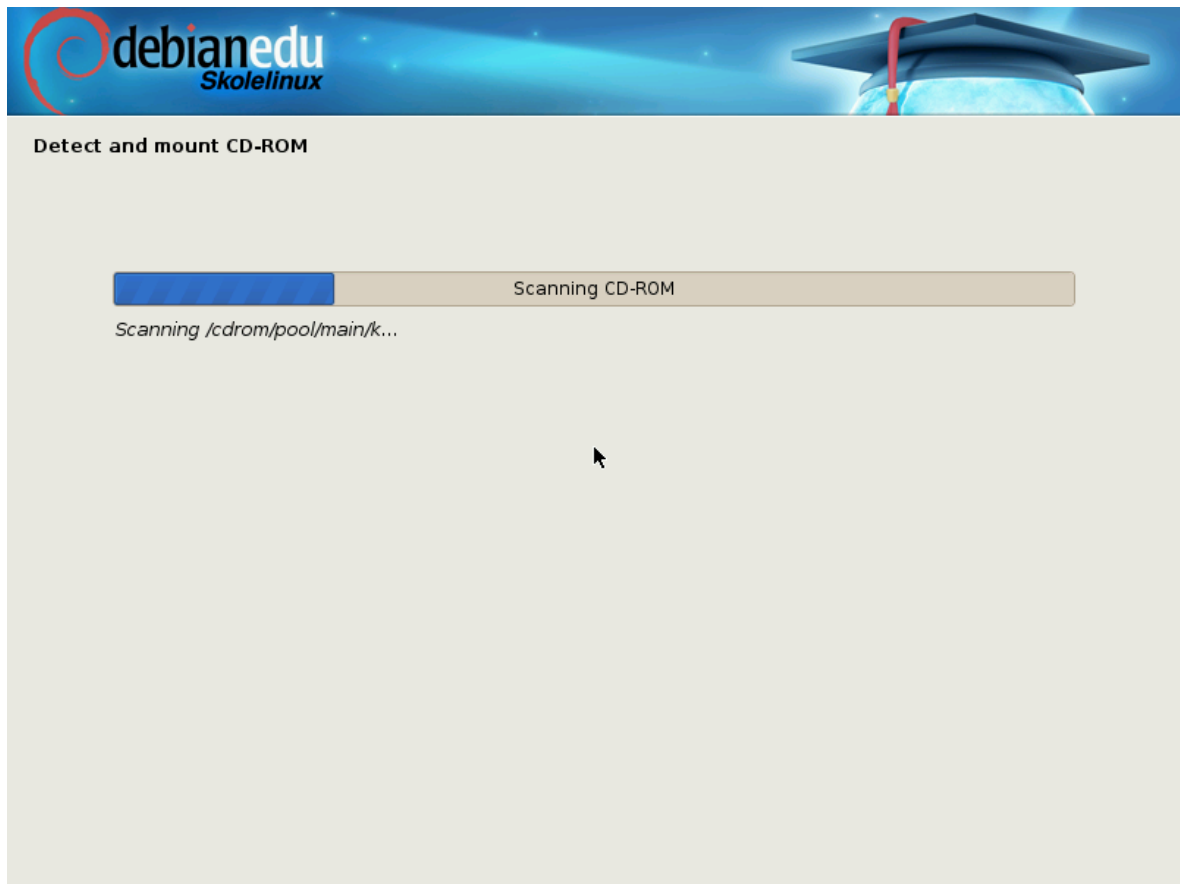 debianedu
Skolelinux
Detect and mount CD-ROM
Scanning CD-ROM
Scanning /cdrom/pool/main/k...